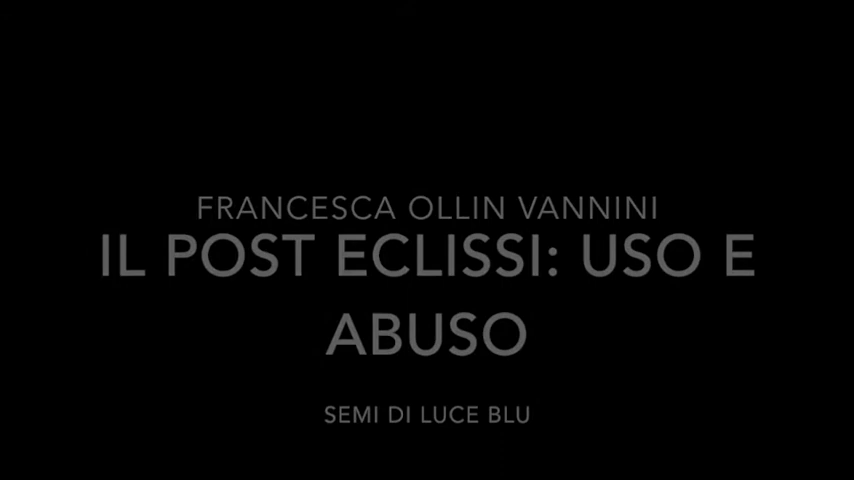 FRANCESCA OLLIN VANNINI
IL POST ECLISSI: USO E
ABUSO
SEMI DI LUCE BLU